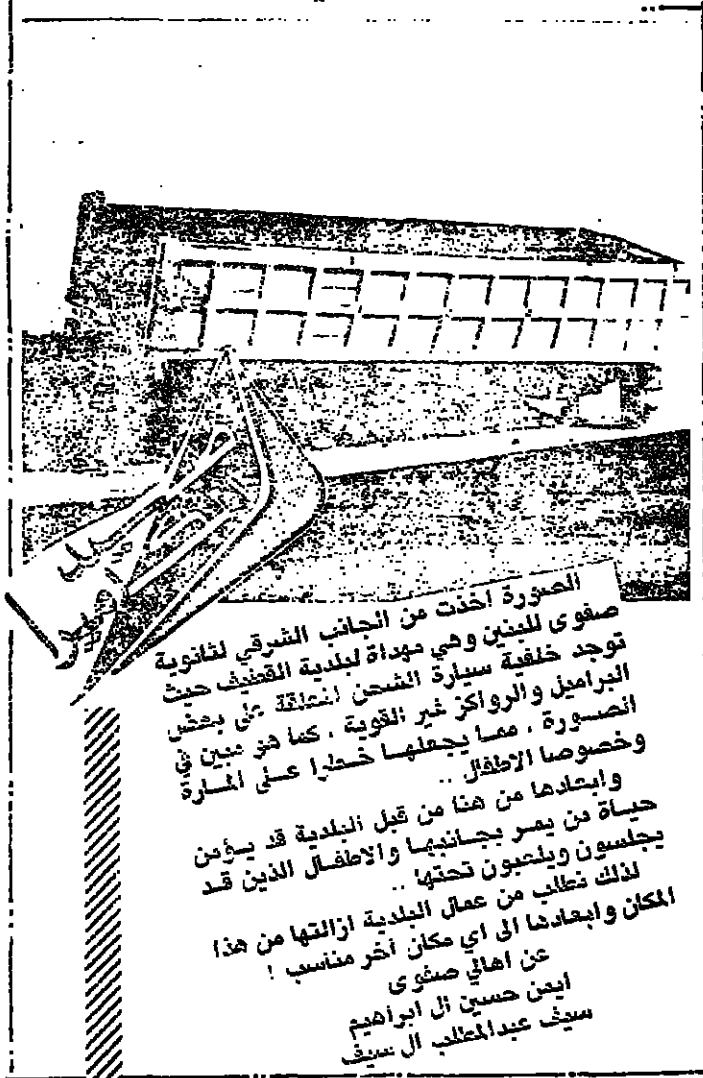 الصورة اخذت من الجانب الشرقي لثانوية
صفوى للبنين وهي مهداة لبلدية القطيف حيث
توجد خلفية سيارة الشحن المعلقة على بعض
البراميل والرواكز غير القوية ، كما هو مبين في
الصورة ، مما يجعلها خطرا على المارة
وخصوصا الاطفال ..
وابعادها من هنا من قبل البلدية قد يؤمن
حياة من يمر بجانبها والاطفال الذين قد
يجلسون ويلعبون تحتها ..
لذلك نطلب من عمال البلدية ازالتها من هذا
المكان وابعادها الى اي مكان آخر مناسب !
عن اهالي صفوى
ايمن حسين ال ابراهيم
سيف عبدالمطلب ال سيف